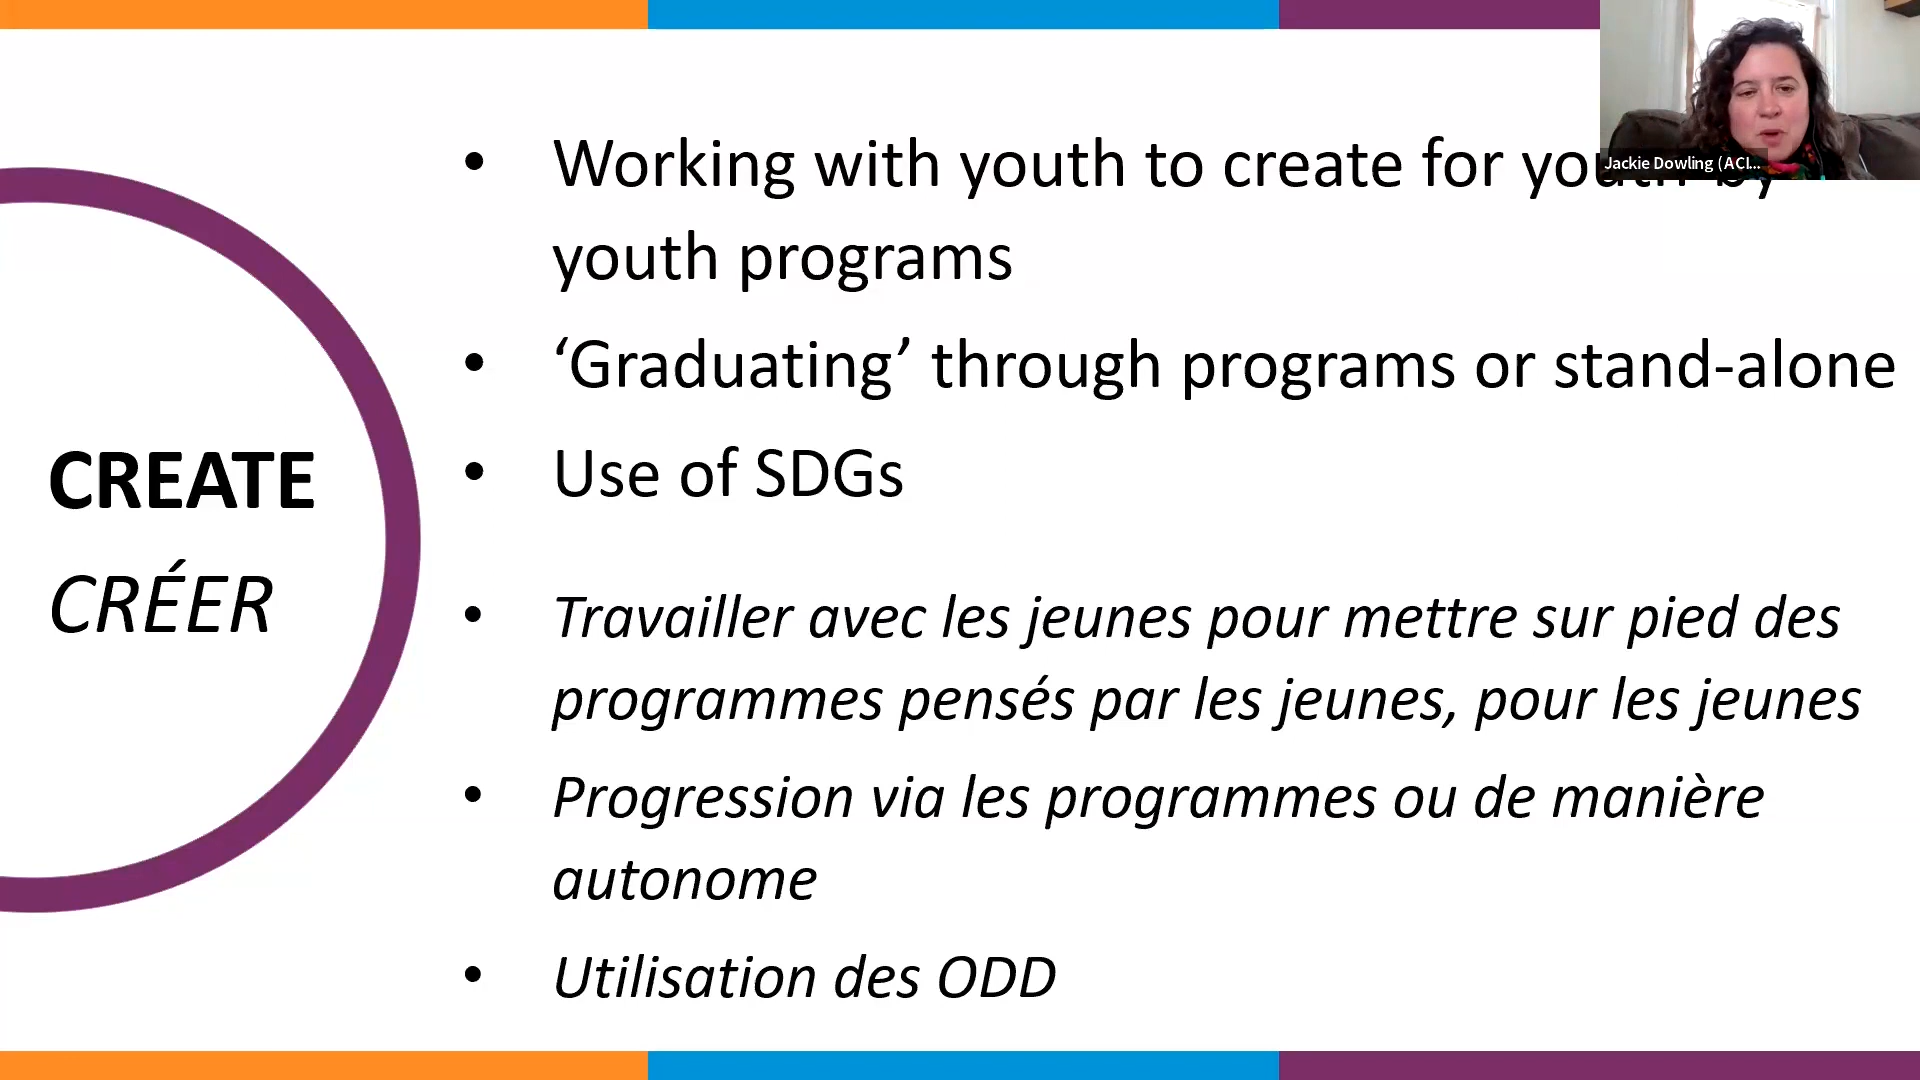 Jackie Dowling (ACI...
• Working with youth to create for youth by
youth programs
• ‘Graduating’ through programs or stand-alone
• Use of SDGs
CREATE
CRÉER
• Travailler avec les jeunes pour mettre sur pied des
programmes pensés par les jeunes, pour les jeunes
• Progression via les programmes ou de manière
autonome
• Utilisation des ODD